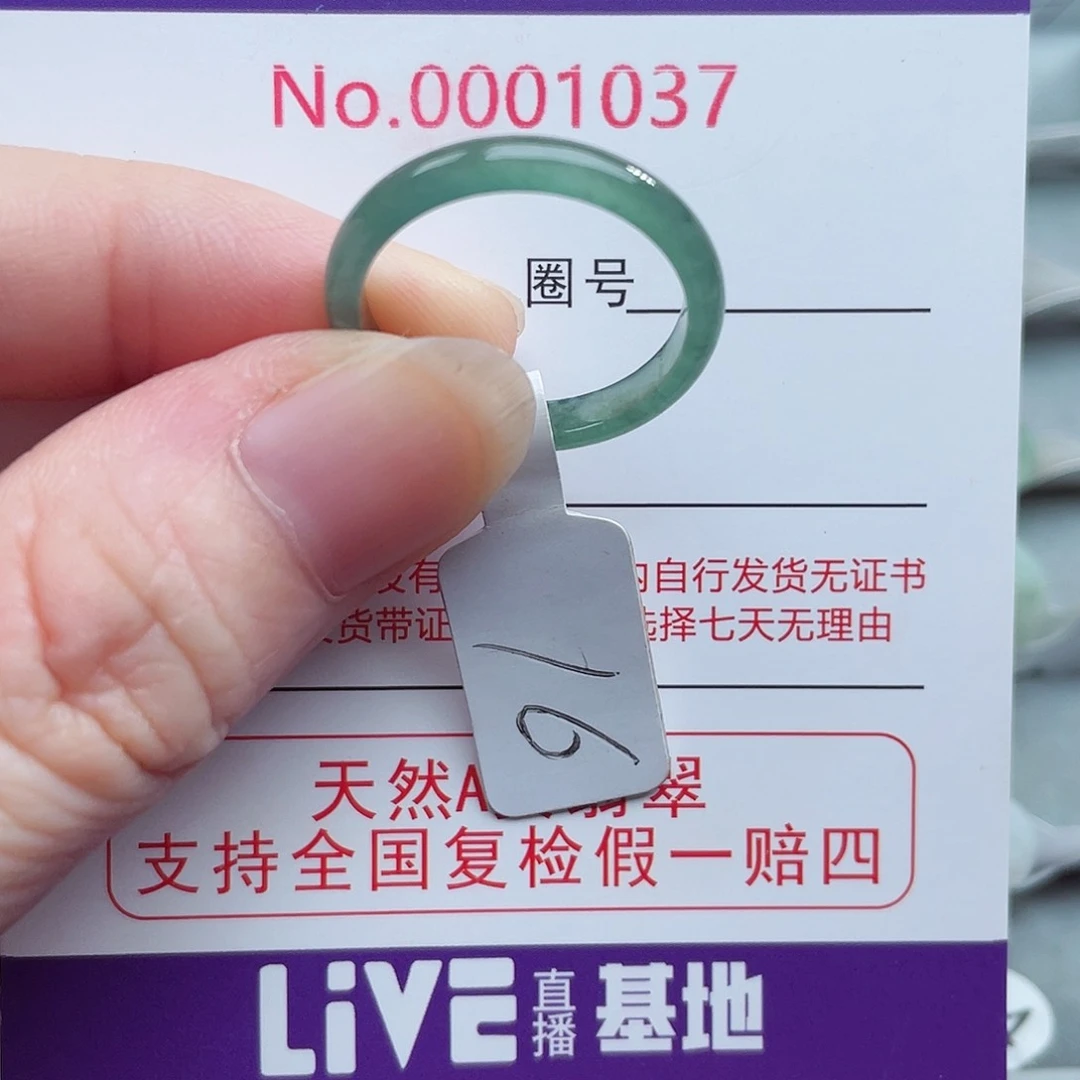 No.0001037
圈号
有 内自行发货无证书
货带证 选择七天无理由
16
天然A 翠
支持全国复检假一赔四
LiVE 直播 基地